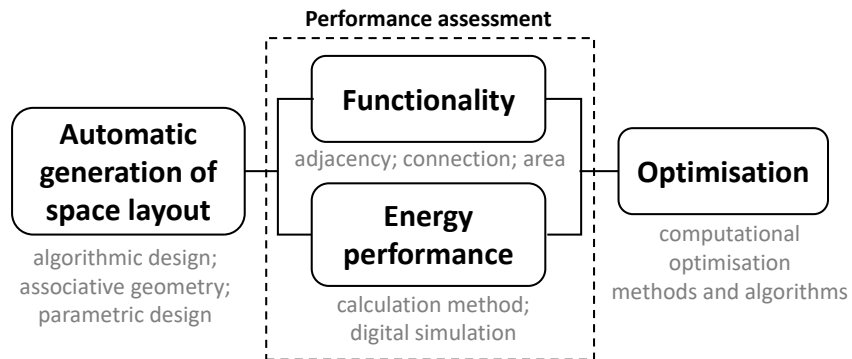 Performance assessment
Automatic
generation of
space layout
algorithmic design;
associative geometry;
parametric design
Functionality
adjacency; connection; area
Energy
performance
calculation method;
digital simulation
Optimisation
computational
optimisation
methods and algorithms